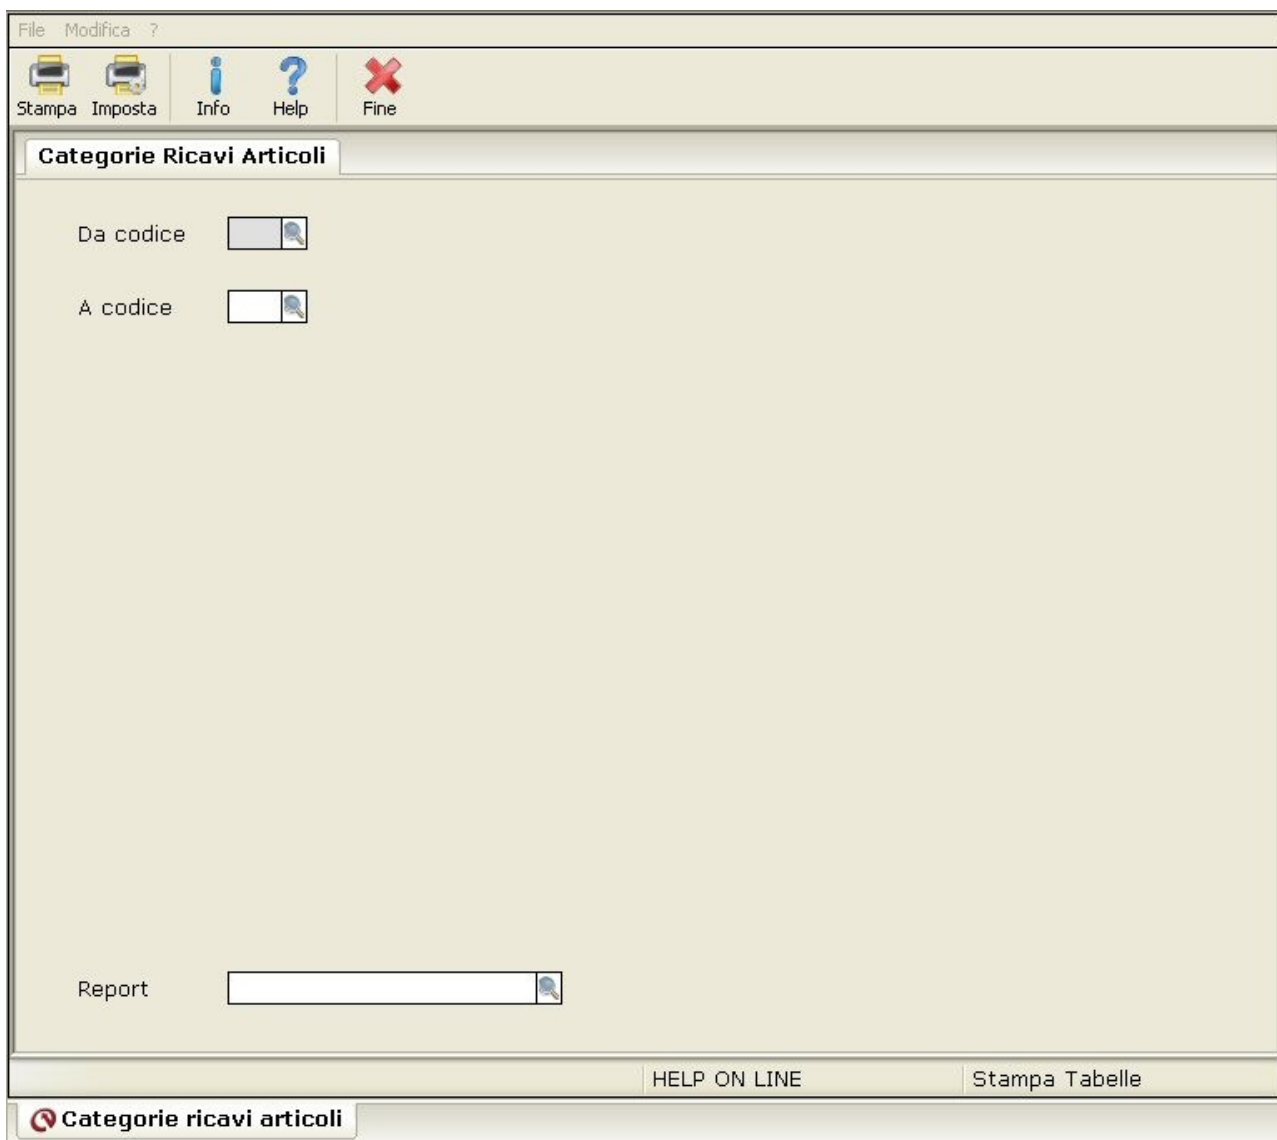 File Modifica ?
Stampa Imposta Info Help Fine
Categorie Ricavi Articoli
Da codice
A codice
Report
HELP ON LINE Stampa Tabelle
Categorie ricavi articoli